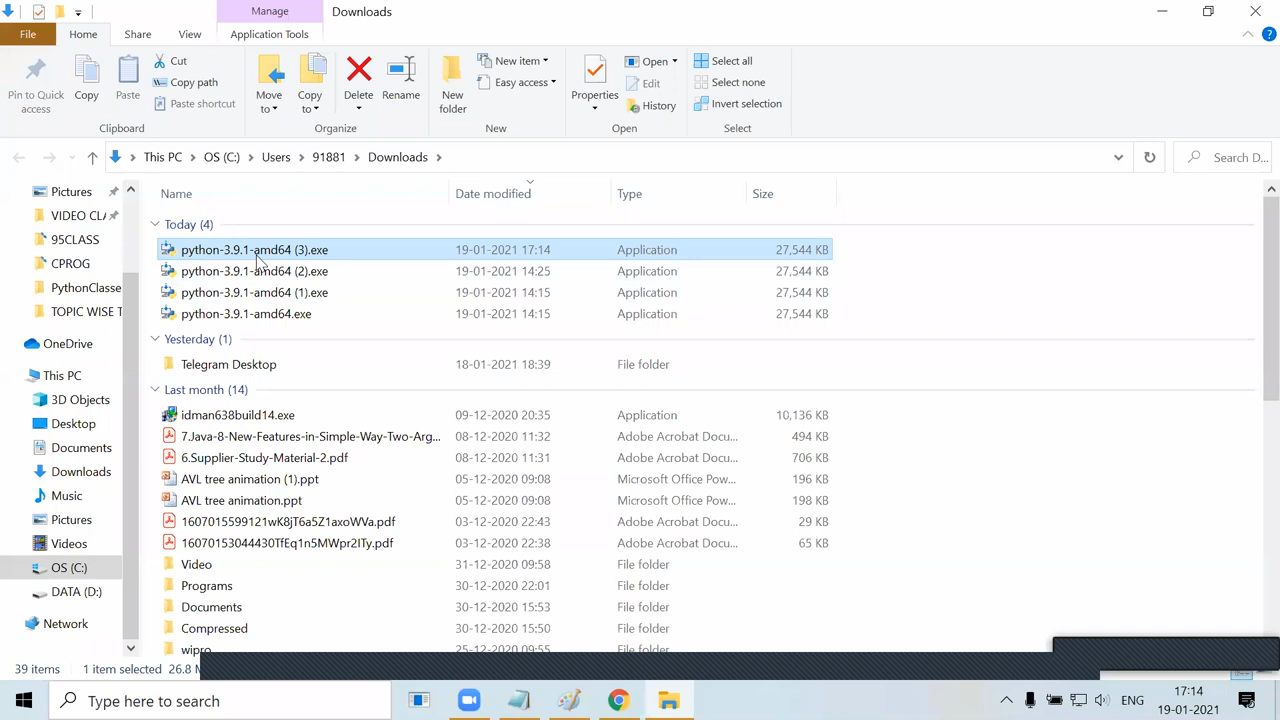 Manage
Downloads
File
Home
Share
View
Application Tools
Pin to Quick access
Copy
Paste
Cut
Copy path
Paste shortcut
Clipboard
Move to
Copy to
Delete
Rename
Organize
New folder
New item
Easy access
New
Properties
Open
Edit
History
Open
Select all
Select none
Invert selection
Select
This PC > OS (C:) > Users > 91881 > Downloads >
Search D...
Pictures
VIDEO CLA
95CLASS
CPROG
PythonClasse
TOPIC WISE T
OneDrive
This PC
3D Objects
Desktop
Documents
Downloads
Music
Pictures
Videos
OS (C:)
DATA (D:)
Network
Name Date modified Type Size
Today (4)
python-3.9.1-amd64 (3).exe 19-01-2021 17:14 Application 27,544 KB
python-3.9.1-amd64 (2).exe 19-01-2021 14:25 Application 27,544 KB
python-3.9.1-amd64 (1).exe 19-01-2021 14:15 Application 27,544 KB
python-3.9.1-amd64.exe 19-01-2021 14:15 Application 27,544 KB
Yesterday (1)
Telegram Desktop 18-01-2021 18:39 File folder
Last month (14)
idman638build14.exe 09-12-2020 20:35 Application 10,136 KB
7.Java-8-New-Features-in-Simple-Way-Two-Arg... 08-12-2020 11:32 Adobe Acrobat Docu... 494 KB
6.Supplier-Study-Material-2.pdf 08-12-2020 11:31 Adobe Acrobat Docu... 706 KB
AVL tree animation (1).ppt 05-12-2020 09:08 Microsoft Office Pow... 196 KB
AVL tree animation.ppt 05-12-2020 09:08 Microsoft Office Pow... 198 KB
1607015599121wK8jT6a5Z1axoWVa.pdf 03-12-2020 22:43 Adobe Acrobat Docu... 29 KB
16070153044430TfEq1n5MWpr2ITy.pdf 03-12-2020 22:38 Adobe Acrobat Docu... 65 KB
Video 31-12-2020 09:58 File folder
Programs 30-12-2020 22:01 File folder
Documents 30-12-2020 15:53 File folder
Compressed 30-12-2020 15:50 File folder
wipro 25-12-2020 09:55 File folder
39 items 1 item selected 26.8 M
Type here to search
ENG
17:14
19-01-2021